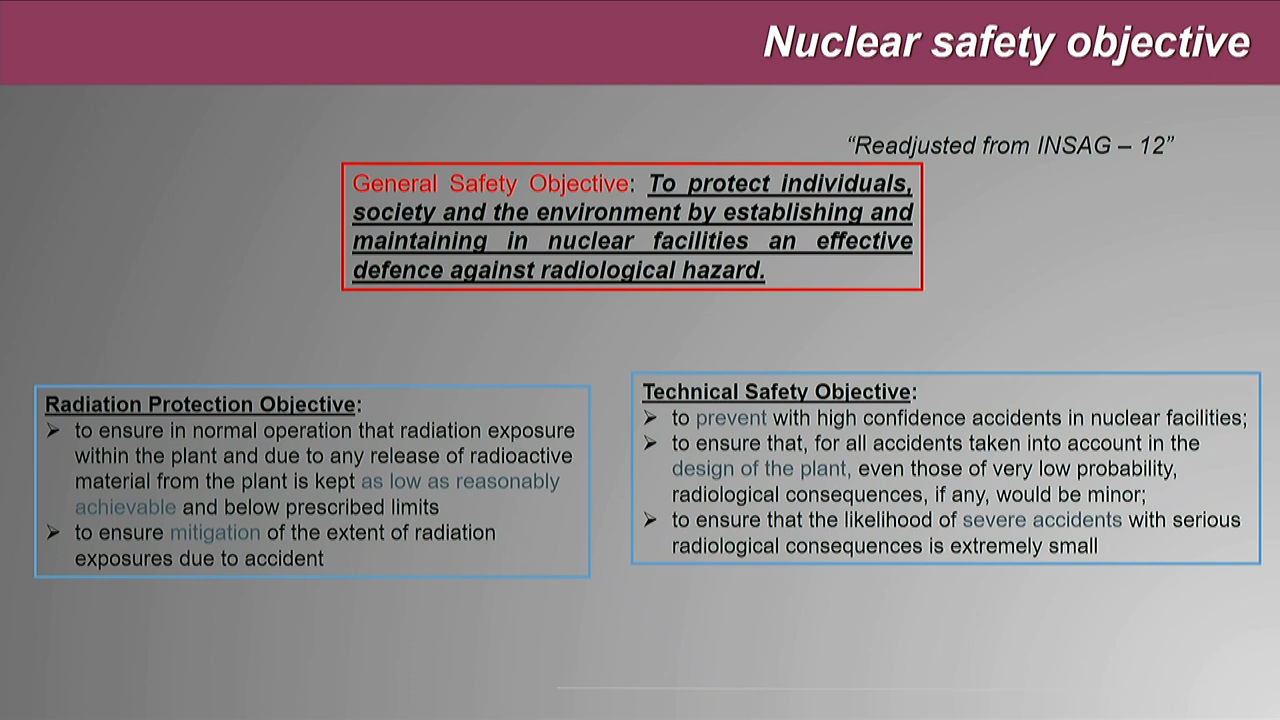 Nuclear safety objective
“Readjusted from INSAG – 12”
General Safety Objective: To protect individuals,
society and the environment by establishing and
maintaining in nuclear facilities an effective
defence against radiological hazard.
Radiation Protection Objective:
➢ to ensure in normal operation that radiation exposure
within the plant and due to any release of radioactive
material from the plant is kept as low as reasonably
achievable and below prescribed limits
➢ to ensure mitigation of the extent of radiation
exposures due to accident
Technical Safety Objective:
➢ to prevent with high confidence accidents in nuclear facilities;
➢ to ensure that, for all accidents taken into account in the
design of the plant, even those of very low probability,
radiological consequences, if any, would be minor;
➢ to ensure that the likelihood of severe accidents with serious
radiological consequences is extremely small